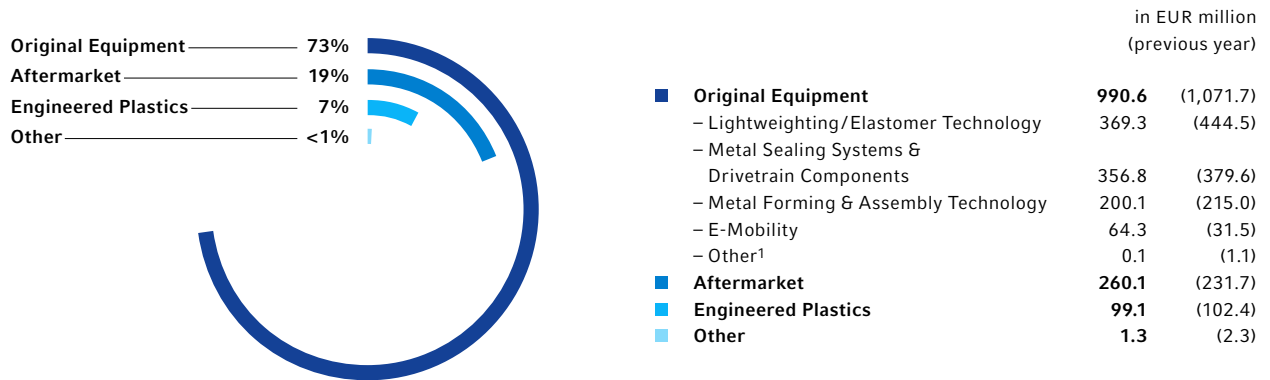 Original Equipment 73%
Aftermarket 19%
Engineered Plastics 7%
Other <1%
in EUR million
(previous year)
Original Equipment 990.6 (1,071.7)
– Lightweighting/Elastomer Technology 369.3 (444.5)
– Metal Sealing Systems &
Drivetrain Components 356.8 (379.6)
– Metal Forming & Assembly Technology 200.1 (215.0)
– E-Mobility 64.3 (31.5)
– Other¹ 0.1 (1.1)
Aftermarket 260.1 (231.7)
Engineered Plastics 99.1 (102.4)
Other 1.3 (2.3)